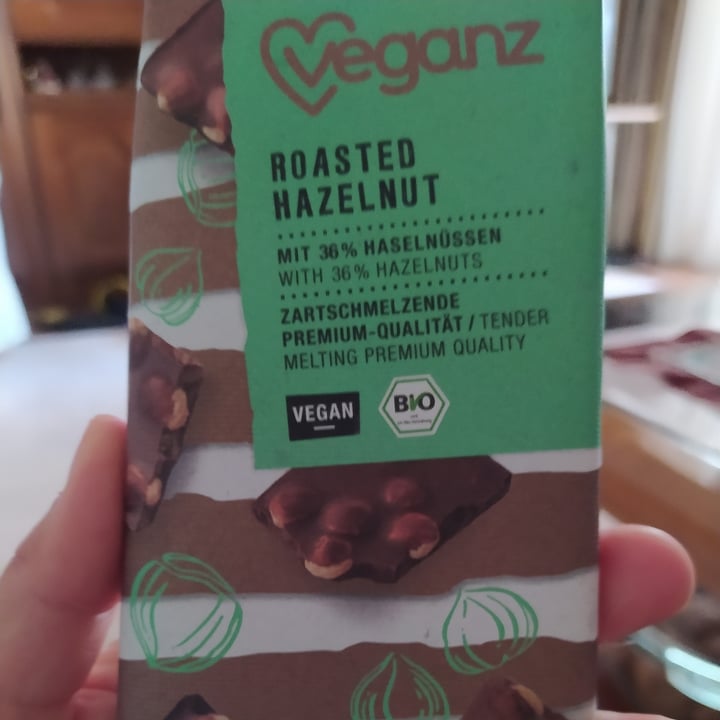 veganz
ROASTED
HAZELNUT
MIT 36% HASELNÜSSEN
WITH 36% HAZELNUTS
ZARTSCHMELZENDE
PREMIUM-QUALITÄT / TENDER
MELTING PREMIUM QUALITY
VEGAN
BIO